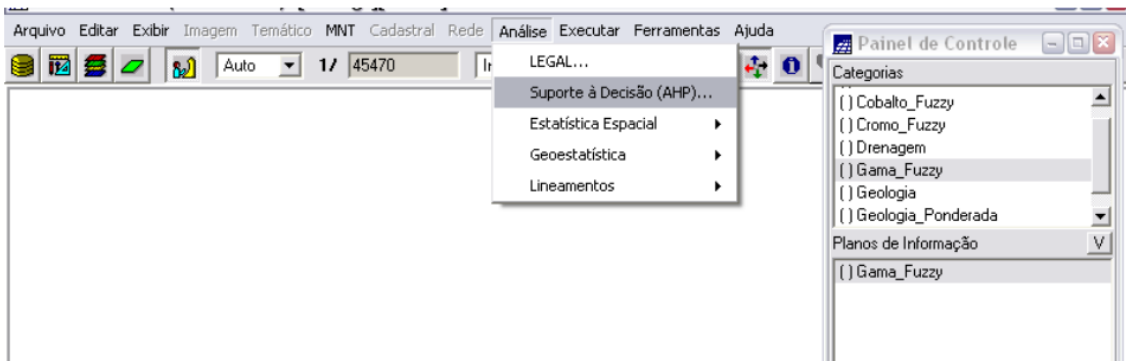 Arquivo Editar Exibir Imagem Temático MNT Cadastral Rede Análise Executar Ferramentas Ajuda
Auto 1/ 45470
LEGAL...
Suporte à Decisão (AHP)...
Estatística Espacial
Geoestatística
Lineamentos
Painel de Controle
Categorias
( ) Cobalto_Fuzzy
( ) Cromo_Fuzzy
( ) Drenagem
( ) Gama_Fuzzy
( ) Geologia
( ) Geologia_Ponderada
Planos de Informação V
( ) Gama_Fuzzy